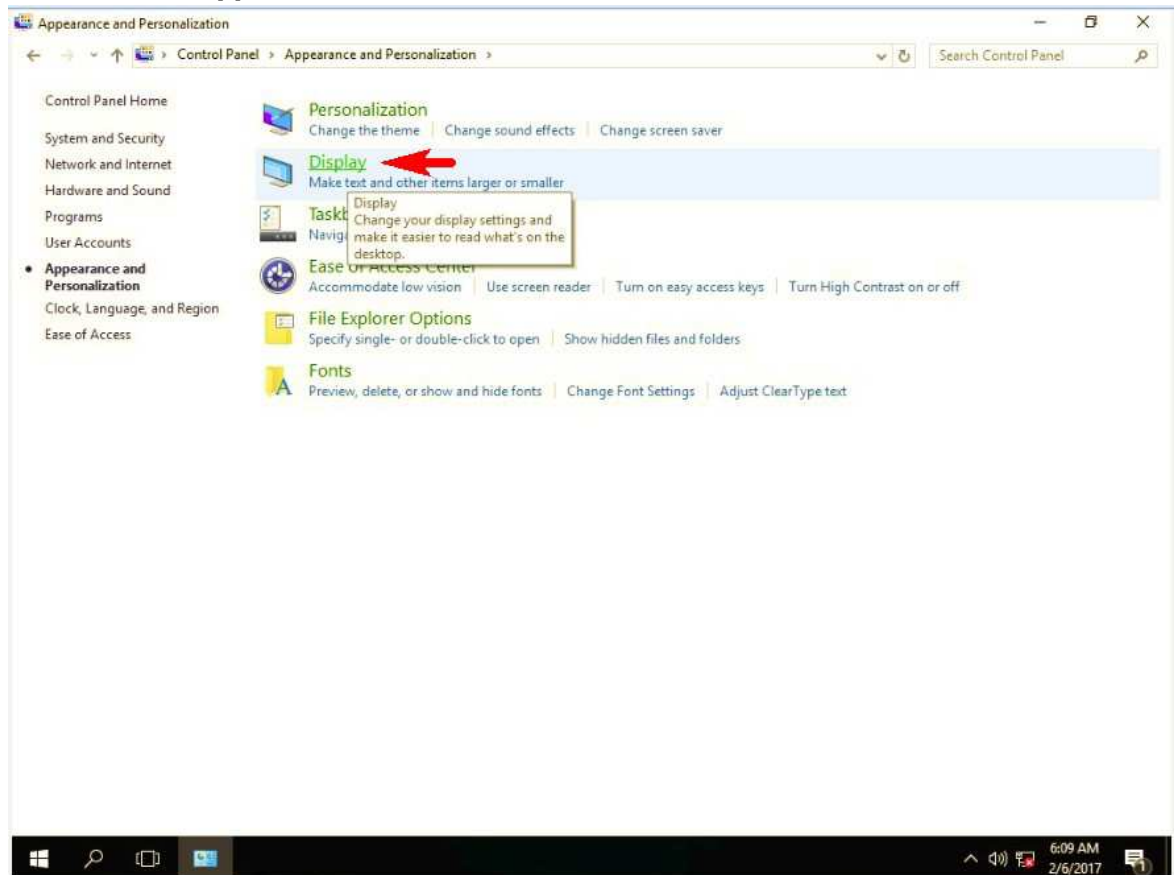 Appearance and Personalization
Control Panel > Appearance and Personalization >
Search Control Panel
Control Panel Home
System and Security
Network and Internet
Hardware and Sound
Programs
User Accounts
Appearance and
Personalization
Clock, Language, and Region
Ease of Access
Personalization
Change the theme | Change sound effects | Change screen saver
Display
Make text and other items larger or smaller
Display
Change your display settings and
make it easier to read what's on the
desktop.
Ease of Access Center
Accommodate low vision | Use screen reader | Turn on easy access keys | Turn High Contrast on or off
File Explorer Options
Specify single- or double-click to open | Show hidden files and folders
Fonts
Preview, delete, or show and hide fonts | Change Font Settings | Adjust ClearType text
6:09 AM
2/6/2017
1